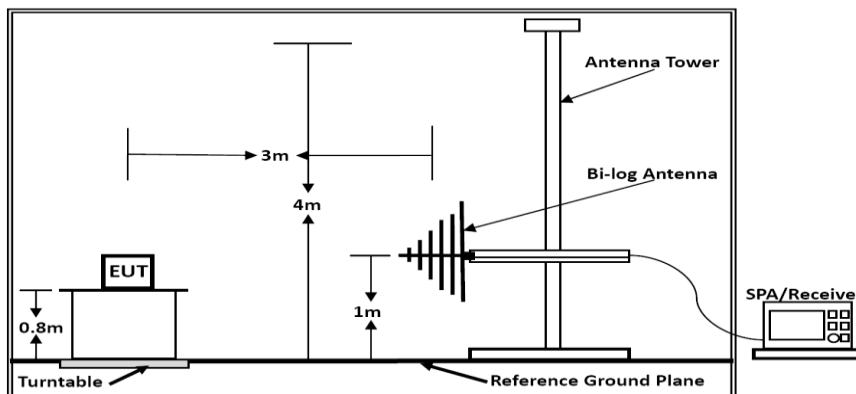 Antenna Tower
3m
Bi-log Antenna
4m
EUT
1m
0.8m
SPA/Receive
Turntable
Reference Ground Plane